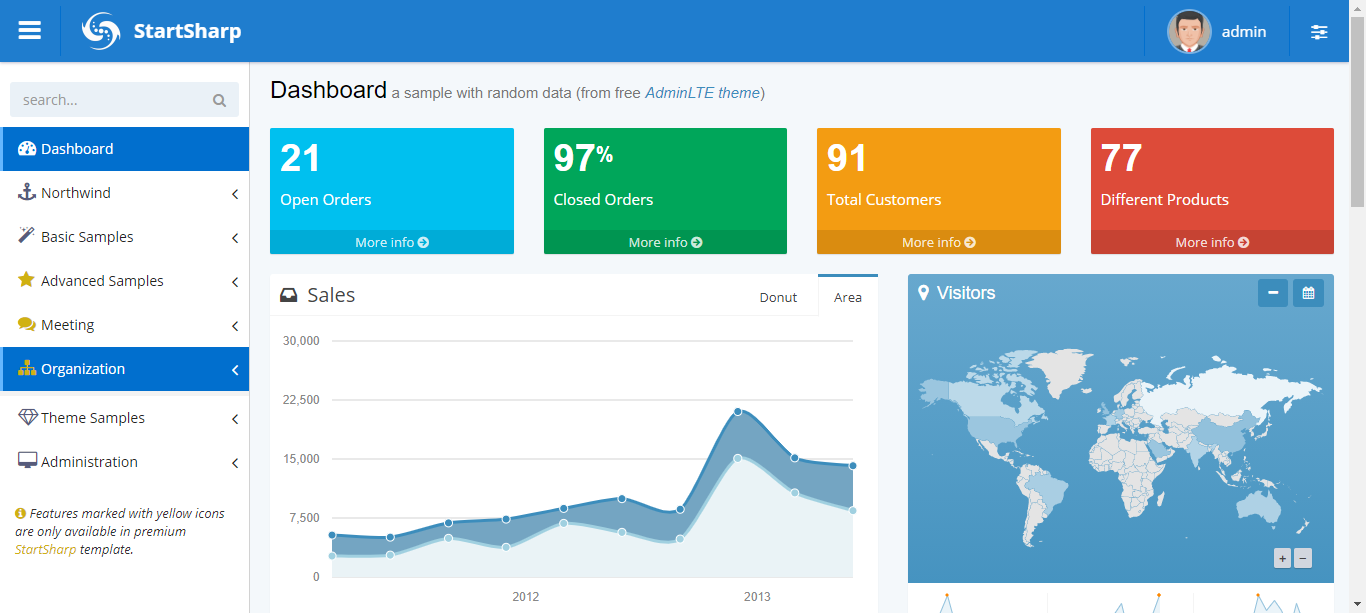 StartSharp
admin
search...
Dashboard
Northwind
Basic Samples
Advanced Samples
Meeting
Organization
Theme Samples
Administration
Features marked with yellow icons
are only available in premium
StartSharp template.
Dashboard a sample with random data (from free AdminLTE theme)
21
Open Orders
More info
97%
Closed Orders
More info
91
Total Customers
More info
77
Different Products
More info
Sales
Donut
Area
30,000
22,500
15,000
7,500
0
2012
2013
Visitors
+
−